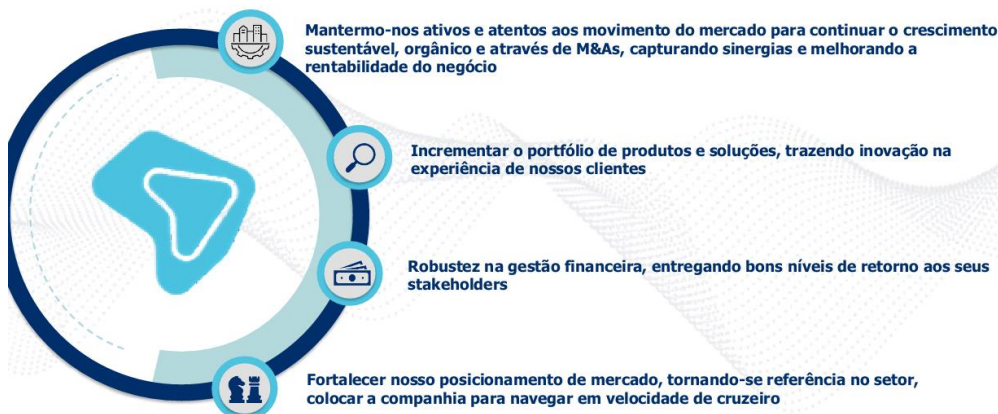 Mantermo-nos ativos e atentos aos movimento do mercado para continuar o crescimento
sustentável, orgânico e através de M&As, capturando sinergias e melhorando a
rentabilidade do negócio
Incrementar o portfólio de produtos e soluções, trazendo inovação na
experiência de nossos clientes
Robustez na gestão financeira, entregando bons níveis de retorno aos seus
stakeholders
Fortalecer nosso posicionamento de mercado, tornando-se referência no setor,
colocar a companhia para navegar em velocidade de cruzeiro